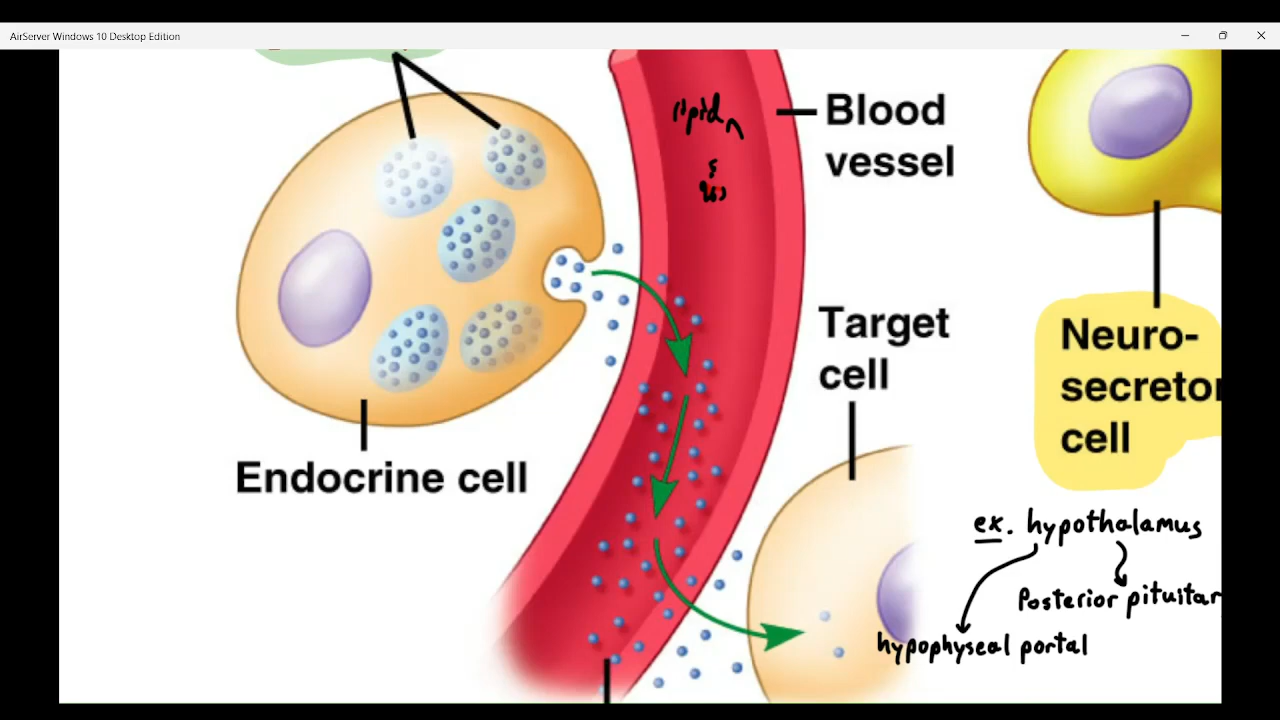 AirServer Windows 10 Desktop Edition
Blood
vessel
Target
cell
Endocrine cell
Neuro-
secretor
cell
ex. hypothalamus
Posterior pituitar
hypophyseal portal